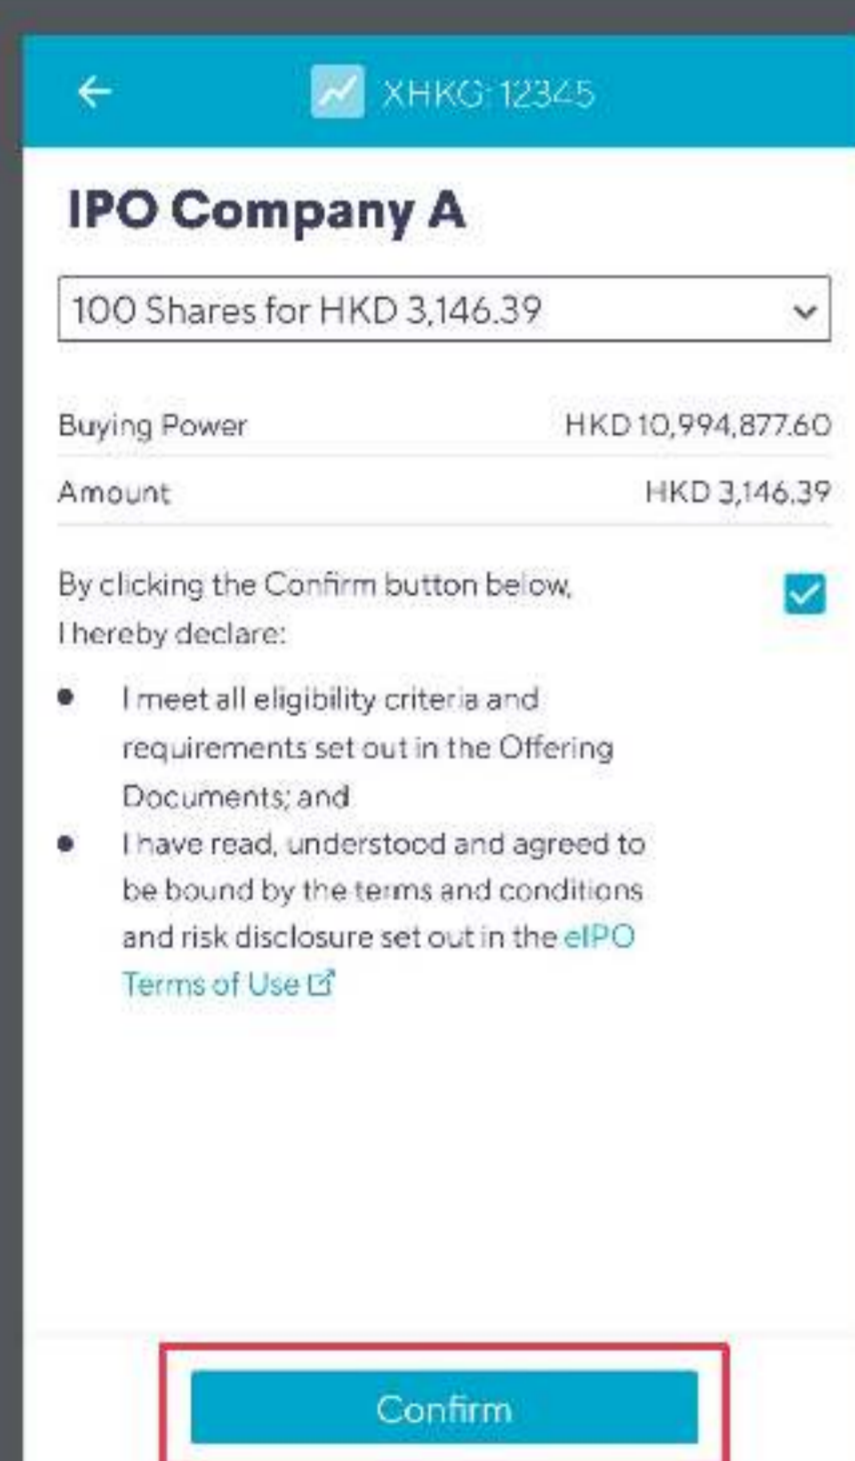 XHKG: 12345
IPO Company A
100 Shares for HKD 3,146.39
Buying Power HKD 10,994,877.60
Amount HKD 3,146.39
By clicking the Confirm button below,
I hereby declare:
• I meet all eligibility criteria and
requirements set out in the Offering
Documents; and
• I have read, understood and agreed to
be bound by the terms and conditions
and risk disclosure set out in the eIPO
Terms of Use
Confirm